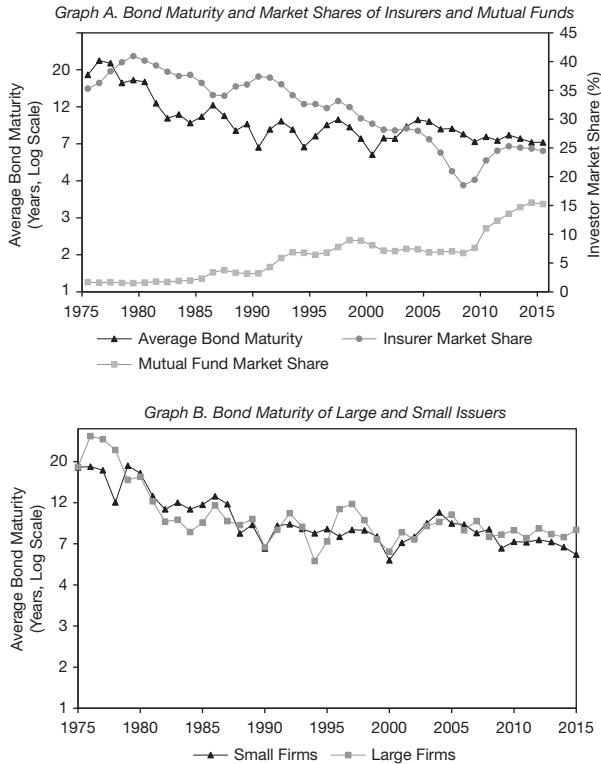 Graph A. Bond Maturity and Market Shares of Insurers and Mutual Funds
Average Bond Maturity
(Years, Log Scale)
20
12
7
4
3
2
1
45
40
35
30
25
20
15
10
5
0
Investor Market Share (%)
1975 1980 1985 1990 1995 2000 2005 2010 2015
Average Bond Maturity Insurer Market Share
Mutual Fund Market Share
Graph B. Bond Maturity of Large and Small Issuers
Average Bond Maturity
(Years, Log Scale)
20
12
7
4
3
2
1
1975 1980 1985 1990 1995 2000 2005 2010 2015
Small Firms Large Firms